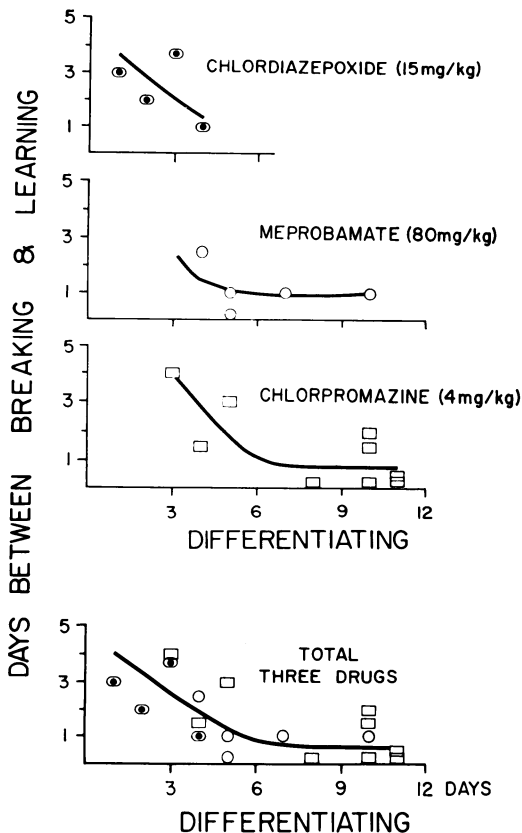 DAYS BETWEEN BREAKING & LEARNING
5
CHLORDIAZEPOXIDE (15mg/kg)
3
1
5
MEPROBAMATE (80mg/kg)
3
1
5
CHLORPROMAZINE (4mg/kg)
3
1
3 6 9 12
DIFFERENTIATING
5
TOTAL
THREE DRUGS
3
1
3 6 9 12 DAYS
DIFFERENTIATING